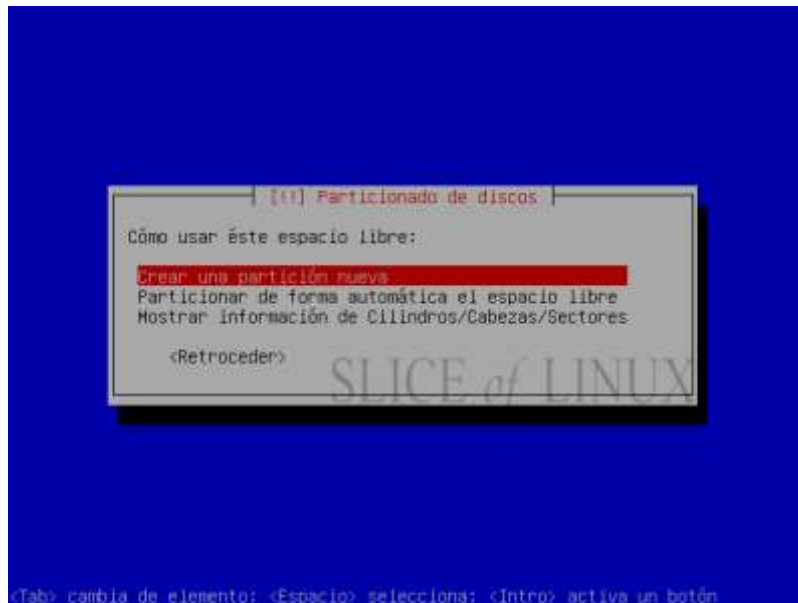 [!!] Particionado de discos
Cómo usar éste espacio libre:
Crear una partición nueva
Particionar de forma automática el espacio libre
Mostrar información de Cilindros/Cabezas/Sectores
<Retroceder>
SLICE of LINUX
<Tab> cambia de elemento; <Espacio> selecciona; <Intro> activa un botón